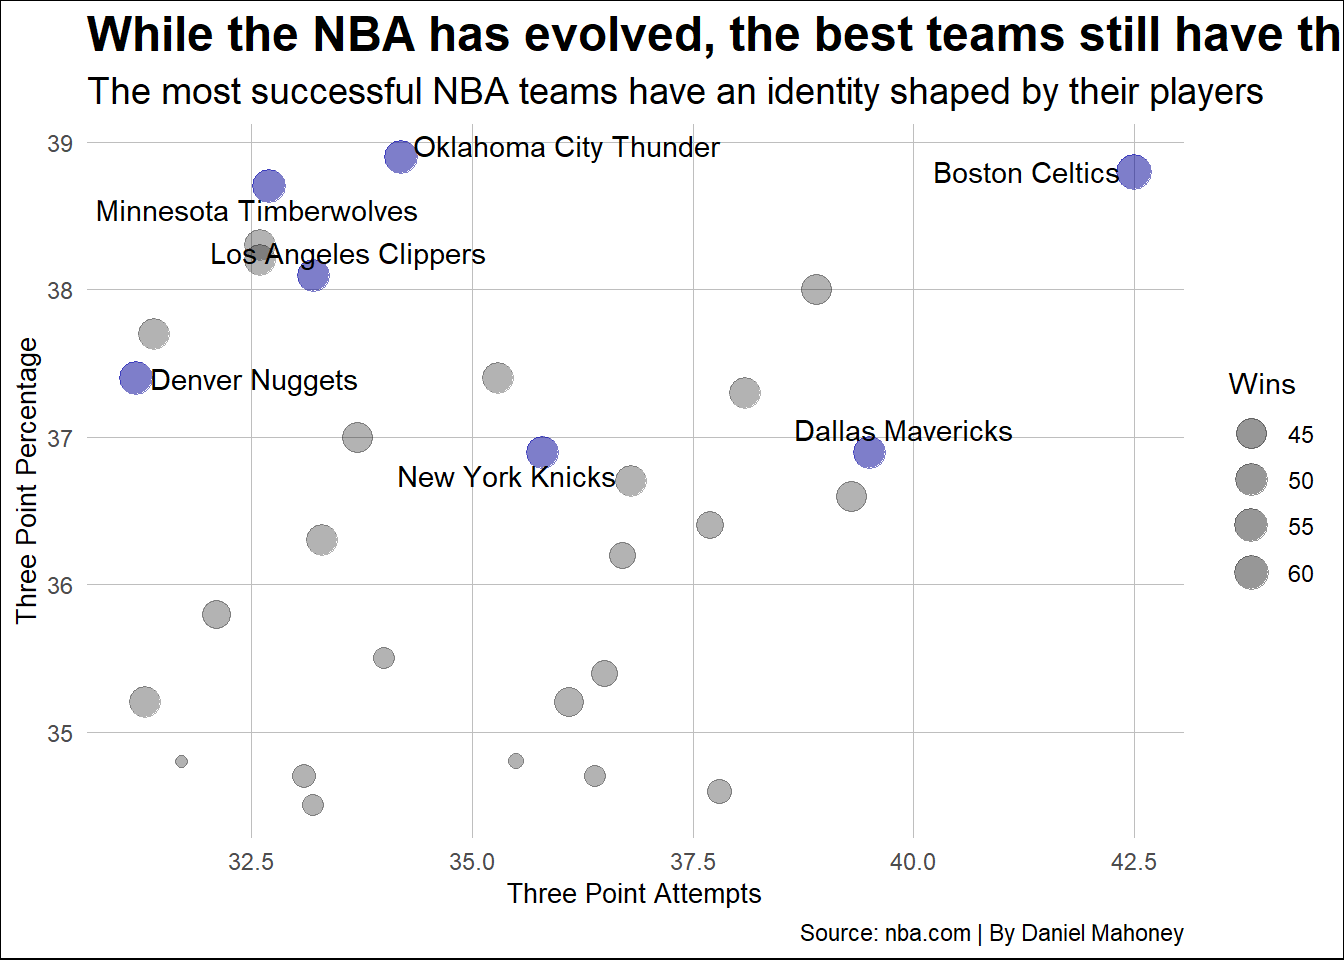 While the NBA has evolved, the best teams still have th
The most successful NBA teams have an identity shaped by their players
39
38
37
36
35
Three Point Percentage
Oklahoma City Thunder
Boston Celtics
Minnesota Timberwolves
Los Angeles Clippers
Denver Nuggets
Dallas Mavericks
New York Knicks
Wins
45
50
55
60
32.5
35.0
37.5
40.0
42.5
Three Point Attempts
Source: nba.com | By Daniel Mahoney